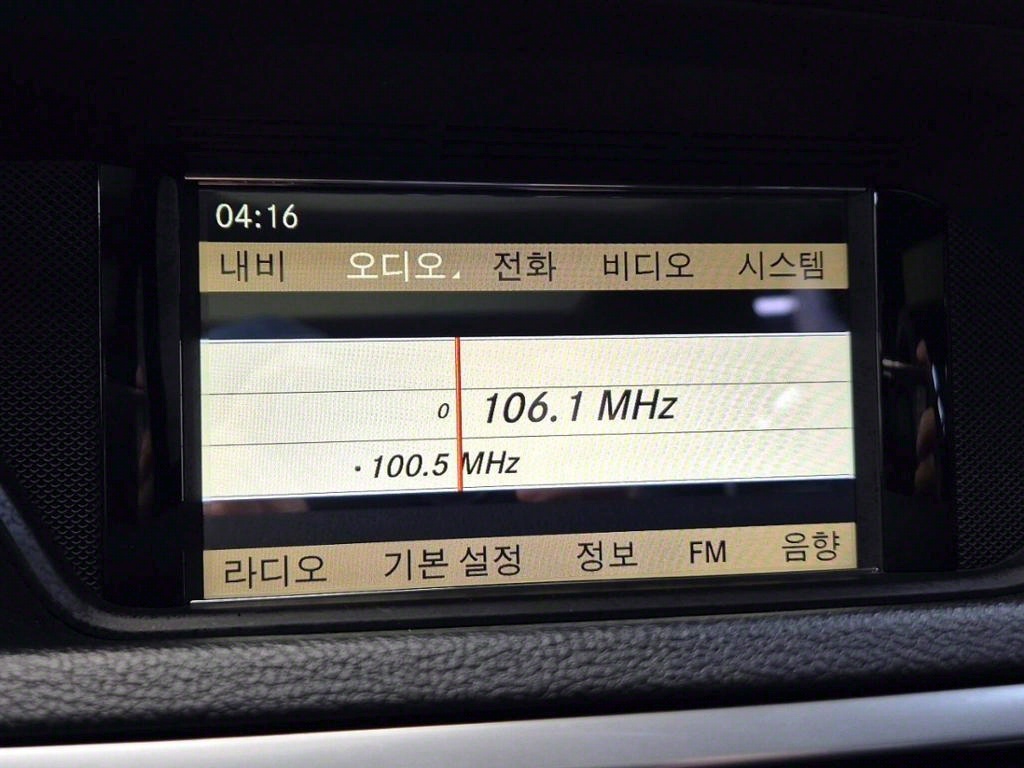 04:16
내비 오디오 전화 비디오 시스템
0 106.1 MHz
· 100.5 MHz
라디오 기본 설정 정보 FM 음향